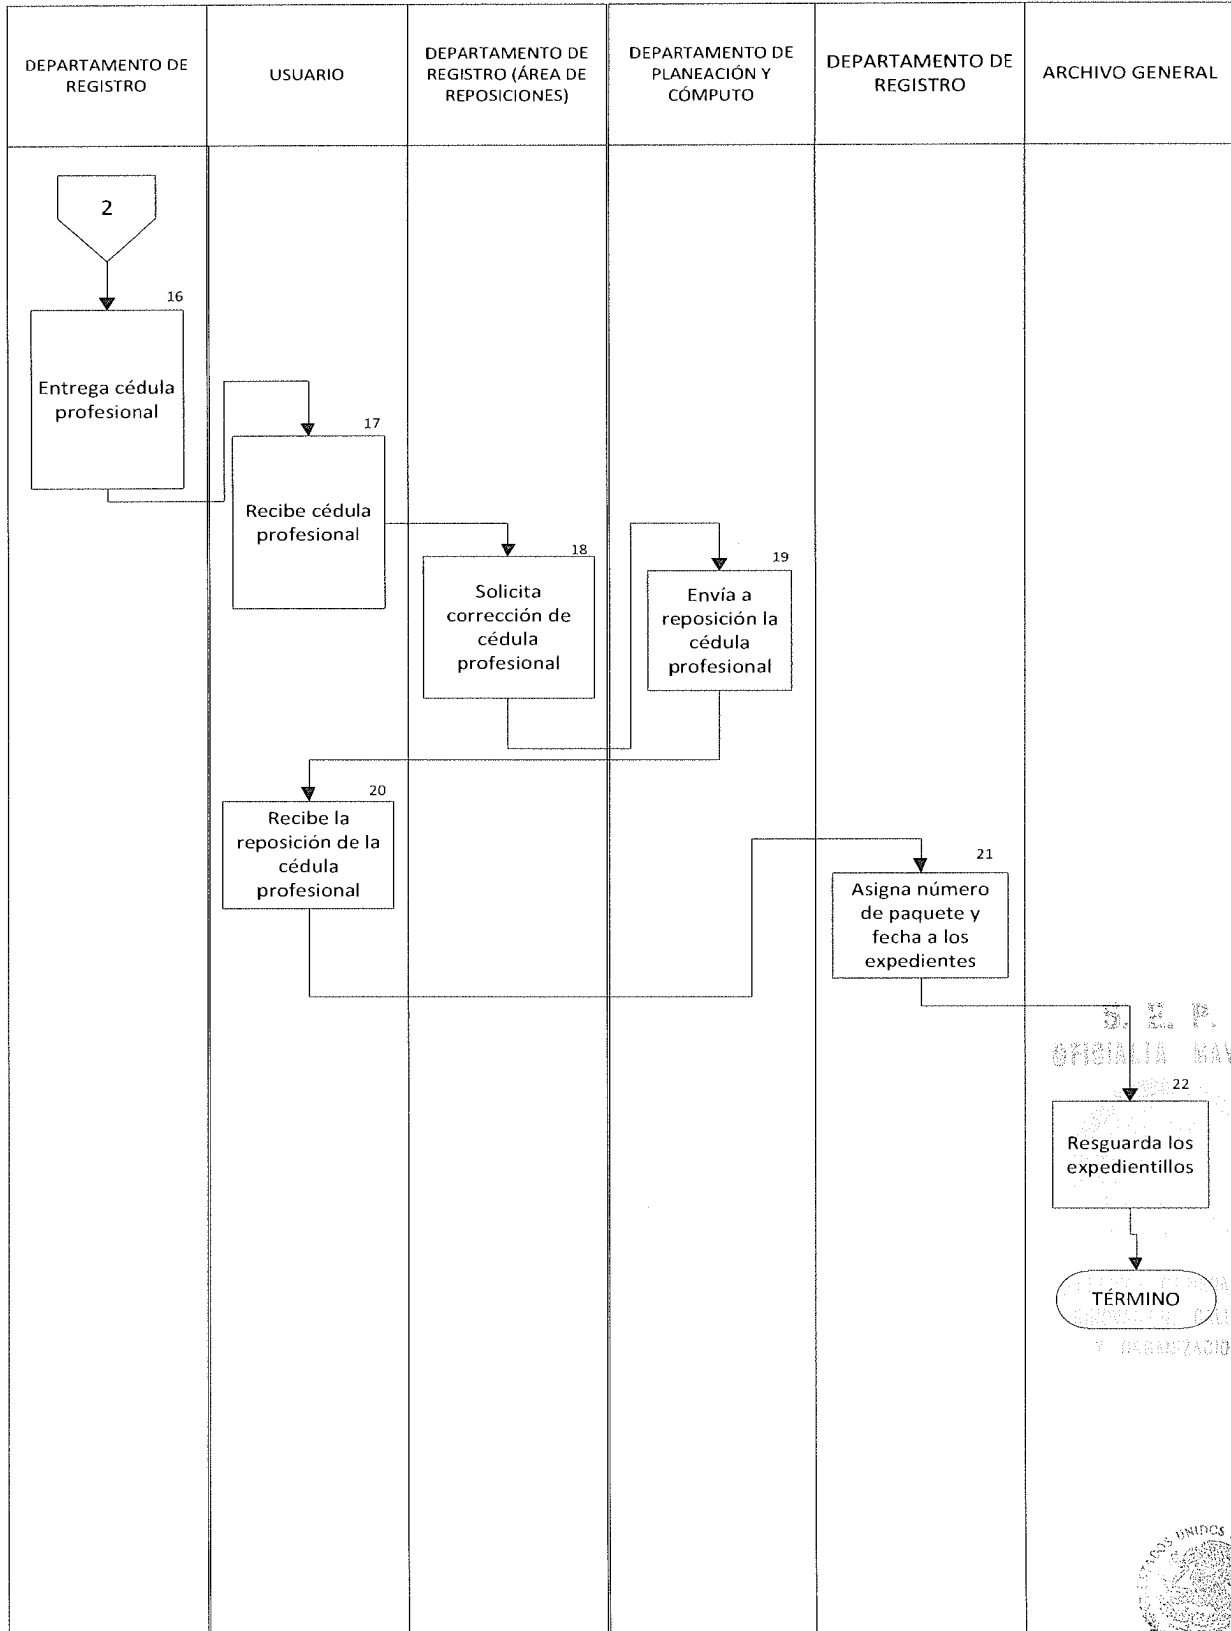 DEPARTAMENTO DE
REGISTRO
USUARIO
DEPARTAMENTO DE
REGISTRO (ÁREA DE
REPOSICIONES)
DEPARTAMENTO DE
PLANEACIÓN Y
CÓMPUTO
DEPARTAMENTO DE
REGISTRO
ARCHIVO GENERAL
2
16
Entrega cédula
profesional
17
Recibe cédula
profesional
18
Solicita
corrección de
cédula
profesional
19
Envía a
reposición la
cédula
profesional
20
Recibe la
reposición de la
cédula
profesional
21
Asigna número
de paquete y
fecha a los
expedientes
S. E. P.
OFICIALIA
22
Resguarda los
expedientillos
TÉRMINO
Y
UNIDOS